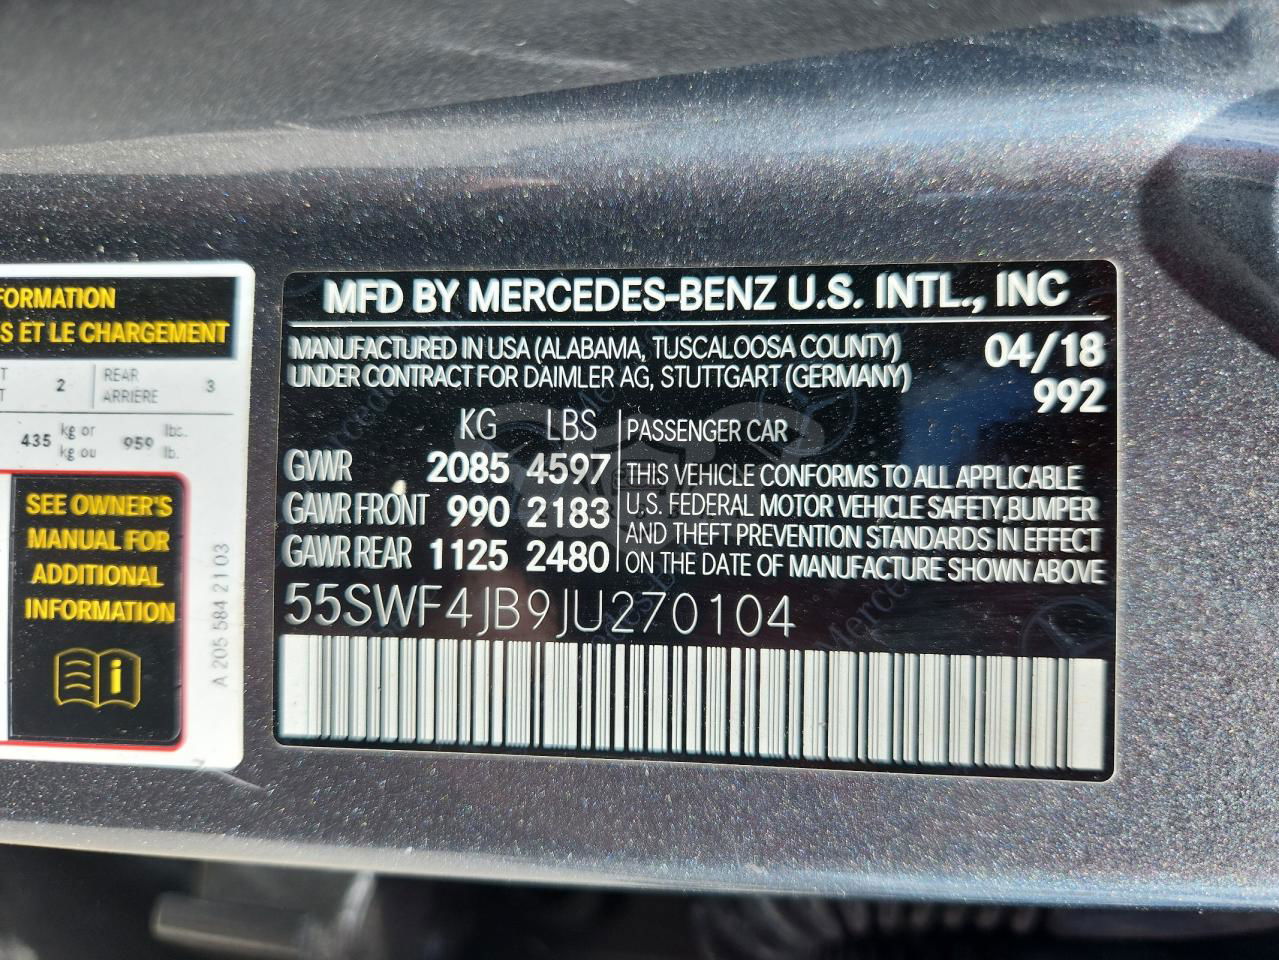 FORMATION
S ET LE CHARGEMENT
2
REAR
ARRIERE
3
435
kg or
kg ou
959
lbs.
lb.
SEE OWNER'S
MANUAL FOR
ADDITIONAL
INFORMATION
A 205 584 21 03
MFD BY MERCEDES-BENZ U.S. INTL., INC
MANUFACTURED IN USA (ALABAMA, TUSCALOOSA COUNTY)
UNDER CONTRACT FOR DAIMLER AG, STUTTGART (GERMANY)
04/18
992
KG LBS
GVWR 2085 4597
GAWR FRONT 990 2183
GAWR REAR 1125 2480
PASSENGER CAR
THIS VEHICLE CONFORMS TO ALL APPLICABLE
U.S. FEDERAL MOTOR VEHICLE SAFETY,BUMPER
AND THEFT PREVENTION STANDARDS IN EFFECT
ON THE DATE OF MANUFACTURE SHOWN ABOVE
55SWF4JB9JU270104